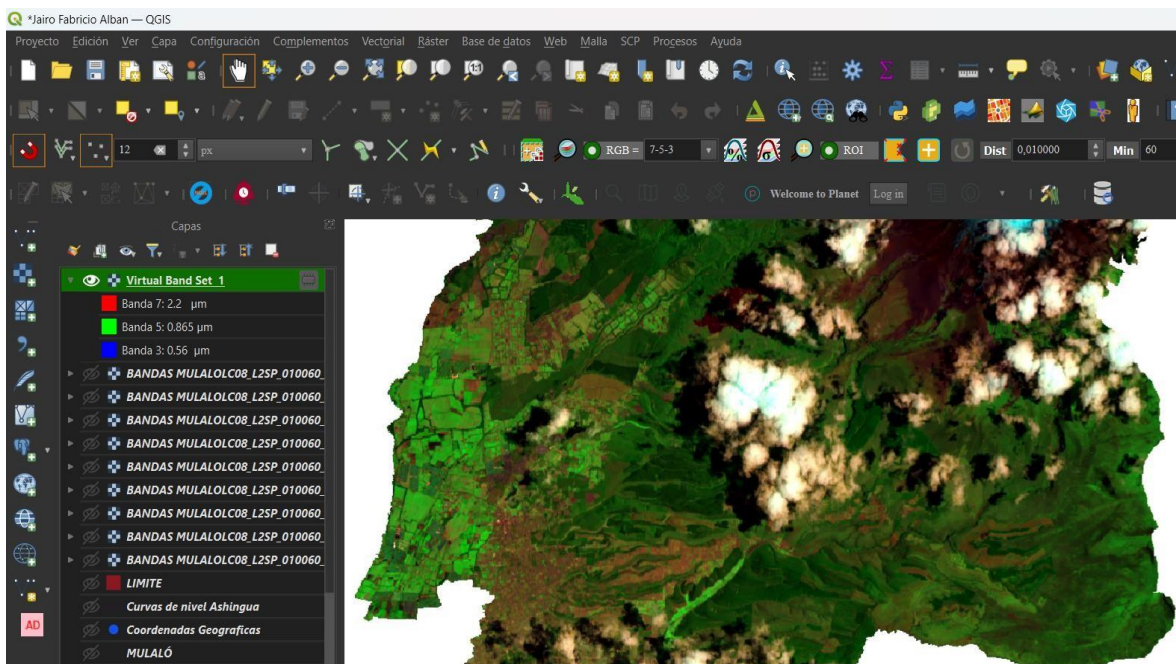 *Jairo Fabricio Alban — QGIS
Proyecto Edición Ver Capa Configuración Complementos Vectorial Ráster Base de datos Web Malla SCP Procesos Ayuda
12 px RGB = 7-5-3 ROI Dist 0,010000 Min 60
Welcome to Planet Log in
Capas
Virtual Band Set 1
Banda 7: 2.2 µm
Banda 5: 0.865 µm
Banda 3: 0.56 µm
BANDAS MULALOLC08_L2SP_010060_
BANDAS MULALOLC08_L2SP_010060_
BANDAS MULALOLC08_L2SP_010060_
BANDAS MULALOLC08_L2SP_010060_
BANDAS MULALOLC08_L2SP_010060_
BANDAS MULALOLC08_L2SP_010060_
BANDAS MULALOLC08_L2SP_010060_
BANDAS MULALOLC08_L2SP_010060_
BANDAS MULALOLC08_L2SP_010060_
LIMITE
Curvas de nivel Ashingua
AD
Coordenadas Geograficas
MULALÓ